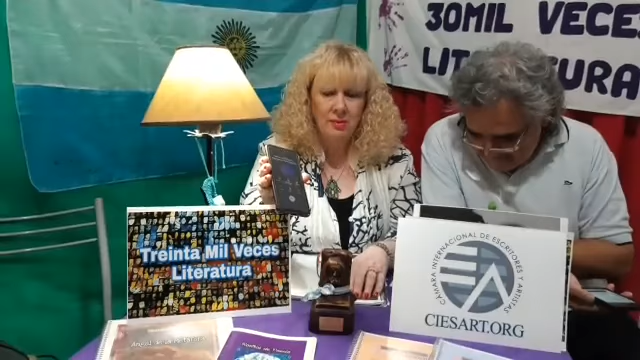 30MIL VECES
LITERATURA
Treinta Mil Veces
Literatura
CÁMARA INTERNACIONAL DE ESCRITORES Y ARTISTAS
CIESART.ORG